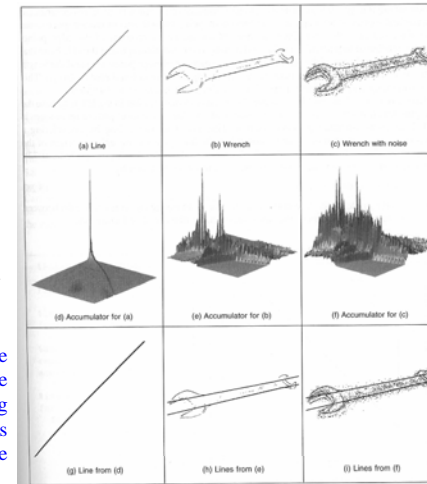 (a) Line
(b) Wrench
(c) Wrench with noise
(d) Accumulator for (a)
(e) Accumulator for (b)
(f) Accumulator for (c)
e
e
g
s
e
(g) Line from (d)
(h) Lines from (e)
(i) Lines from (f)